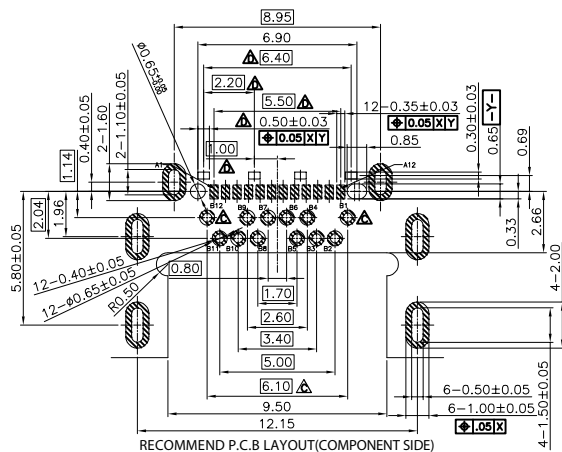 8.95
6.90
D 6.40
2.20 D
5.50 D
D 0.50±0.03
12-0.35±0.03
⌖ 0.05 X Y
⌖ 0.05 X Y
1.00
D
0.85
0.30±0.03
0.65
-Y-
0.69
Ø0.65
0.40±0.05
2-1.60
2-1.10±0.05
1.14
A1
A12
B12 B9 B7 B6 B4 B1
B11 B10 B8 B5 B3 B2
0.33
2.66
2.04
1.96
5.80±0.05
12-0.40±0.05
12-Ø0.65±0.05
R0.50
0.80
1.70
2.60
3.40
5.00
6.10 C
9.50
12.15
4-2.00
4-1.50±0.05
6-0.50±0.05
6-1.00±0.05
⌖ .05 X
RECOMMEND P.C.B LAYOUT(COMPONENT SIDE)